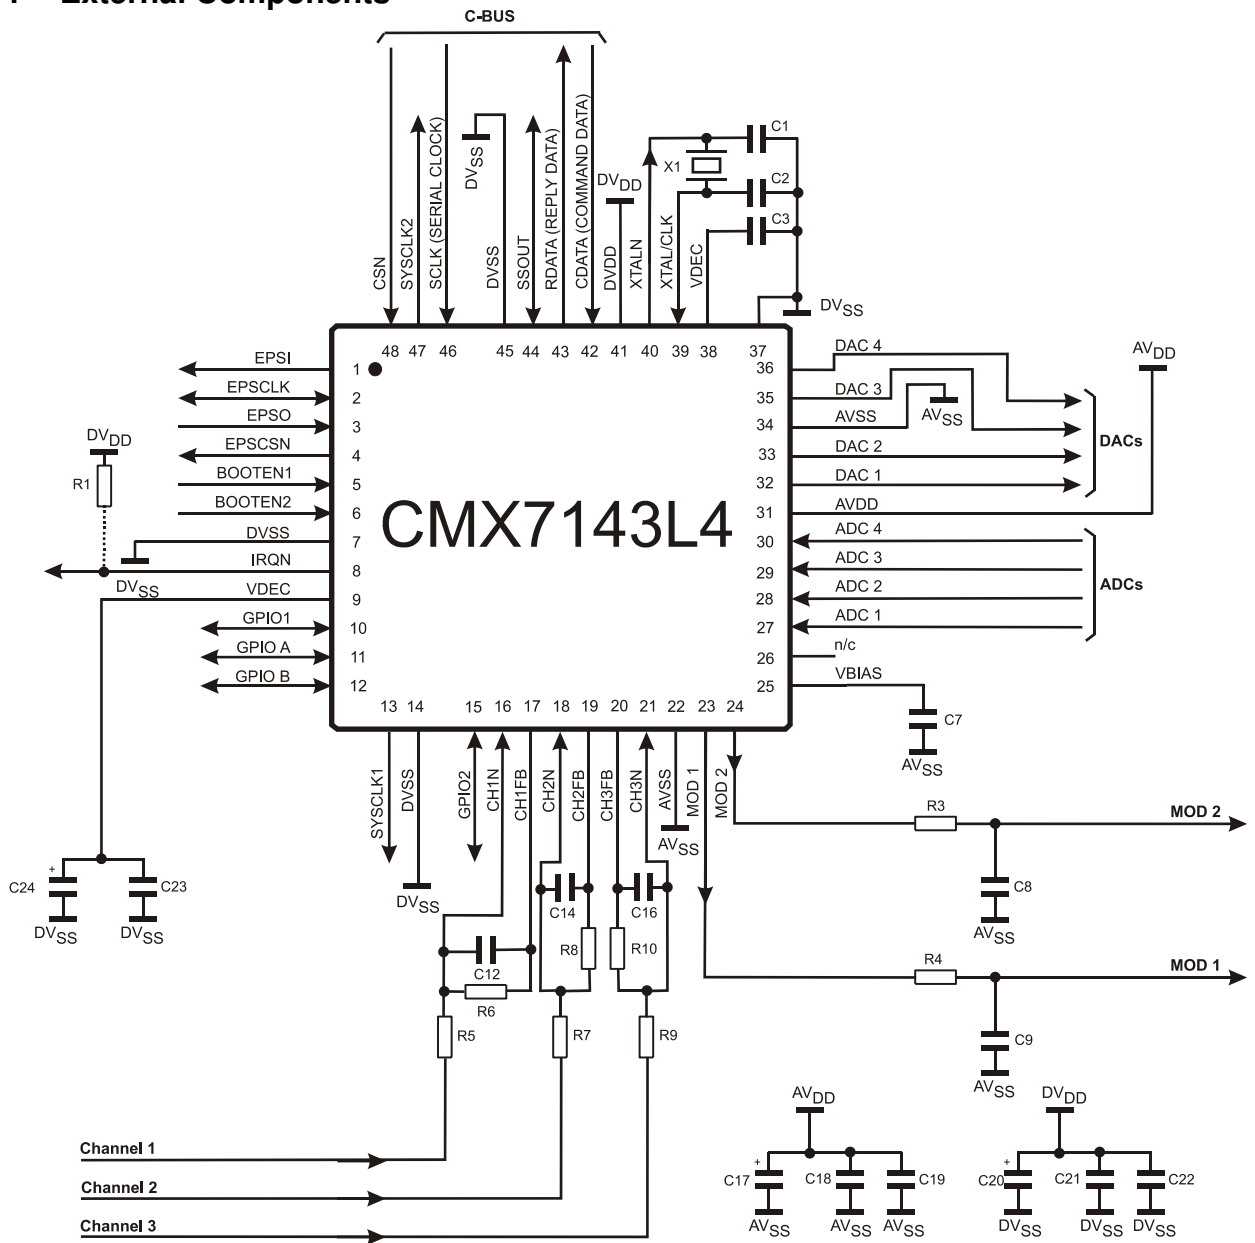 External Components
C-BUS
CSN
SYSCLK2
SCLK (SERIAL CLOCK)
DVSS
DVSS
SSOUT
RDATA (REPLY DATA)
CDATA (COMMAND DATA)
DVDD
DVDD
XTALN
XTAL/CLK
VDEC
X1
C1
C2
C3
DVSS
48 47 46 45 44 43 42 41 40 39 38 37
EPSI 1
EPSCLK 2
EPSO 3
EPSCSN 4
BOOTEN1 5
BOOTEN2 6
DVSS 7
IRQN 8
VDEC 9
GPIO1 10
GPIO A 11
GPIO B 12
DVDD
R1
DVSS
CMX7143L4
36 DAC 4
35 DAC 3
34 AVSS
33 DAC 2
32 DAC 1
31 AVDD
30 ADC 4
29 ADC 3
28 ADC 2
27 ADC 1
26 n/c
25 VBIAS
AVSS
AVDD
DACs
ADCs
C7
AVSS
13 14 15 16 17 18 19 20 21 22 23 24
SYSCLK1
DVSS
GPIO2
CH1N
CH1FB
CH2N
CH2FB
CH3FB
CH3N
AVSS
MOD 1
MOD 2
AVSS
DVSS
R3
MOD 2
C8
AVSS
C24
+
C23
DVSS
DVSS
C14
C16
R8
R10
C12
R6
R5
R7
R9
R4
MOD 1
C9
AVSS
Channel 1
Channel 2
Channel 3
AVDD
+
C17
C18
C19
AVSS
AVSS
AVSS
DVDD
+
C20
C21
C22
DVSS
DVSS
DVSS